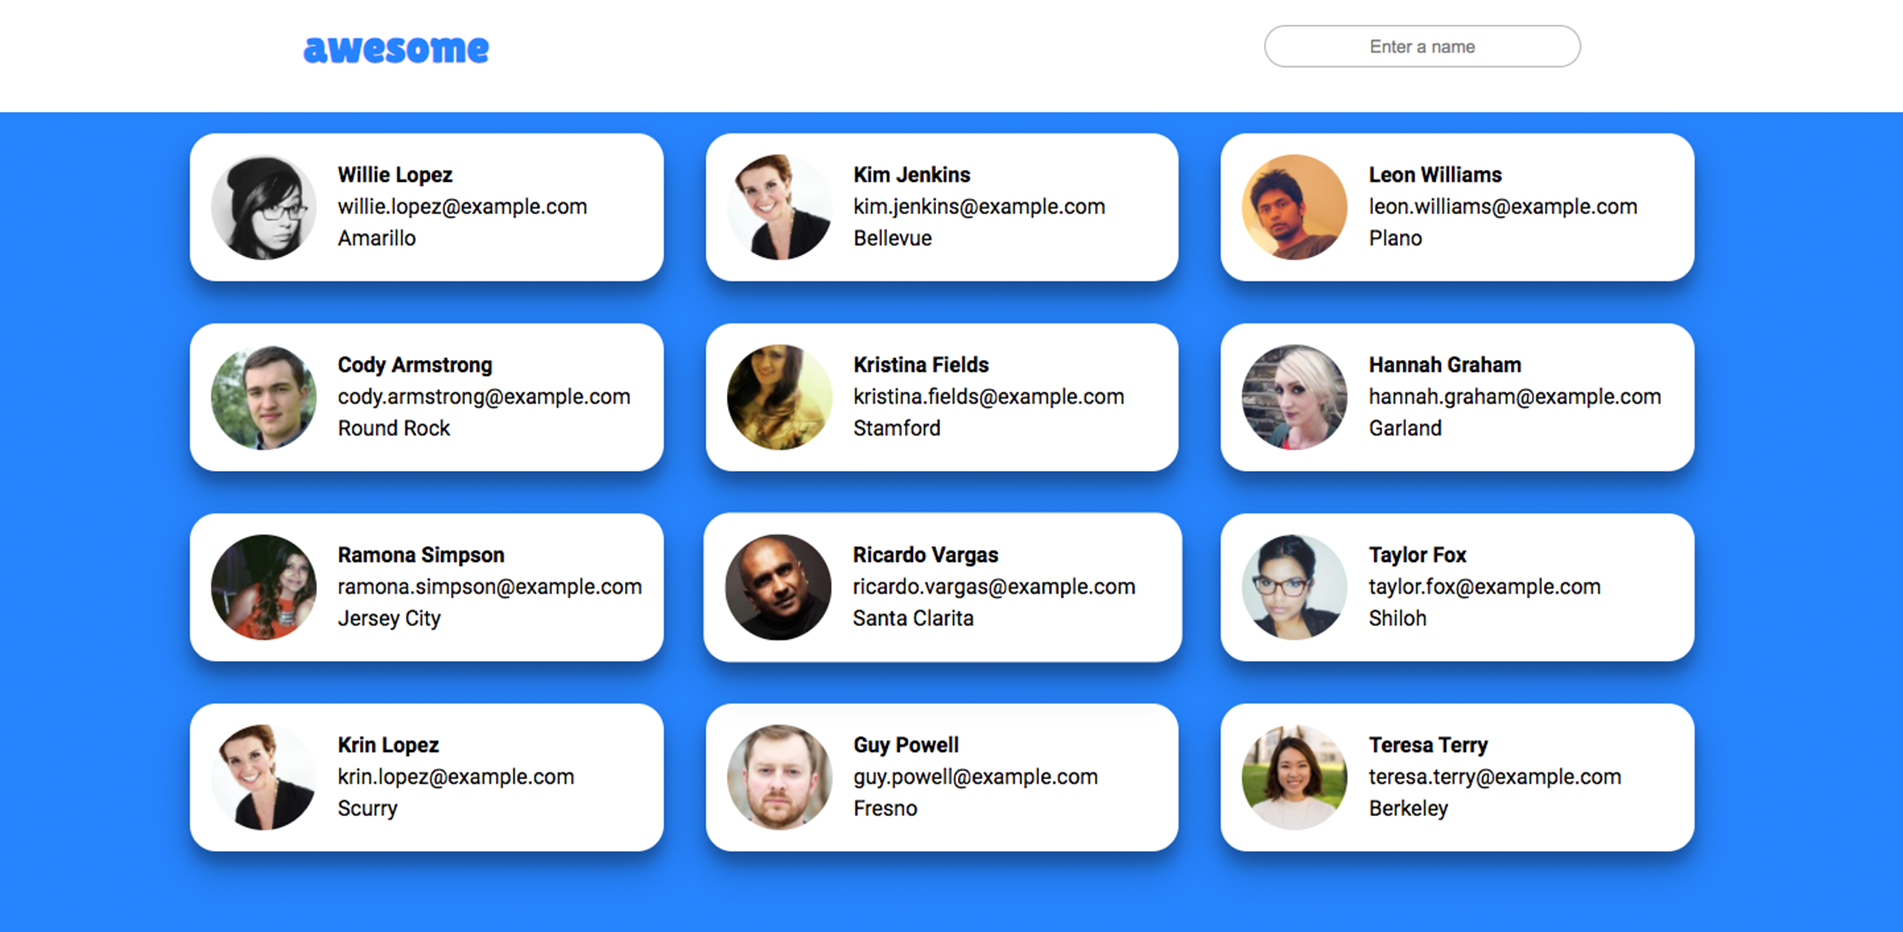 awesome
Enter a name
Willie Lopez
willie.lopez@example.com
Amarillo
Kim Jenkins
kim.jenkins@example.com
Bellevue
Leon Williams
leon.williams@example.com
Plano
Cody Armstrong
cody.armstrong@example.com
Round Rock
Kristina Fields
kristina.fields@example.com
Stamford
Hannah Graham
hannah.graham@example.com
Garland
Ramona Simpson
ramona.simpson@example.com
Jersey City
Ricardo Vargas
ricardo.vargas@example.com
Santa Clarita
Taylor Fox
taylor.fox@example.com
Shiloh
Krin Lopez
krin.lopez@example.com
Scurry
Guy Powell
guy.powell@example.com
Fresno
Teresa Terry
teresa.terry@example.com
Berkeley